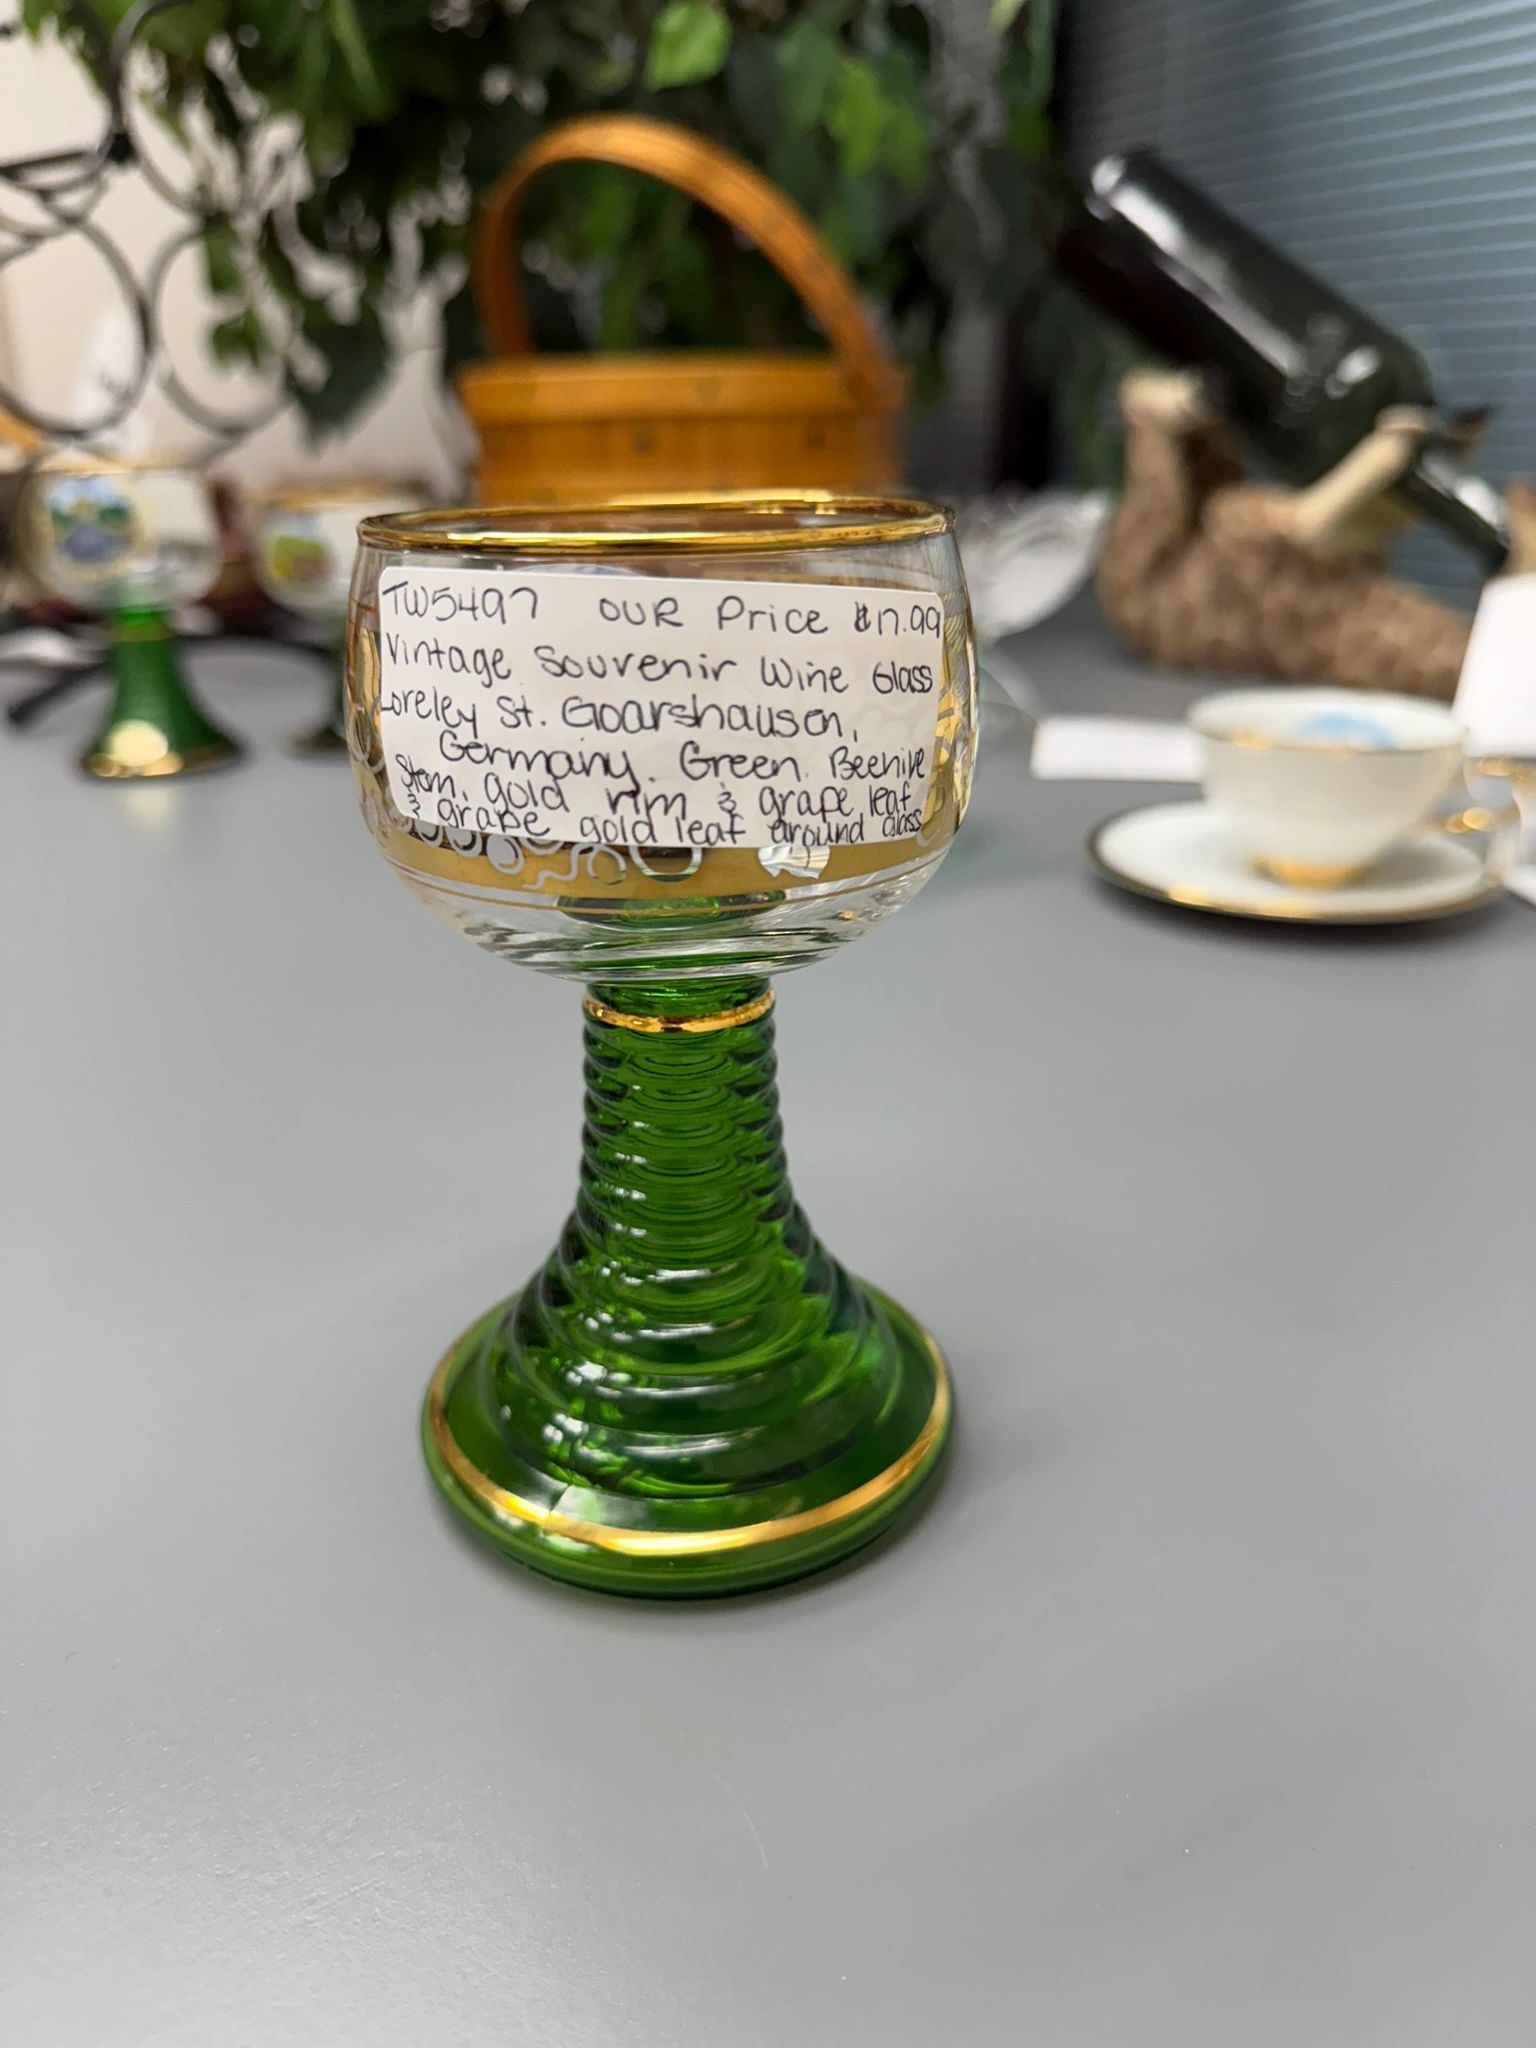 TW5497 OUR Price $17.99
Vintage Souvenir Wine Glass
Loreley St. Goarshausen,
Germany. Green Beehive
Stem, gold rim & grape leaf
& grape gold leaf around glass